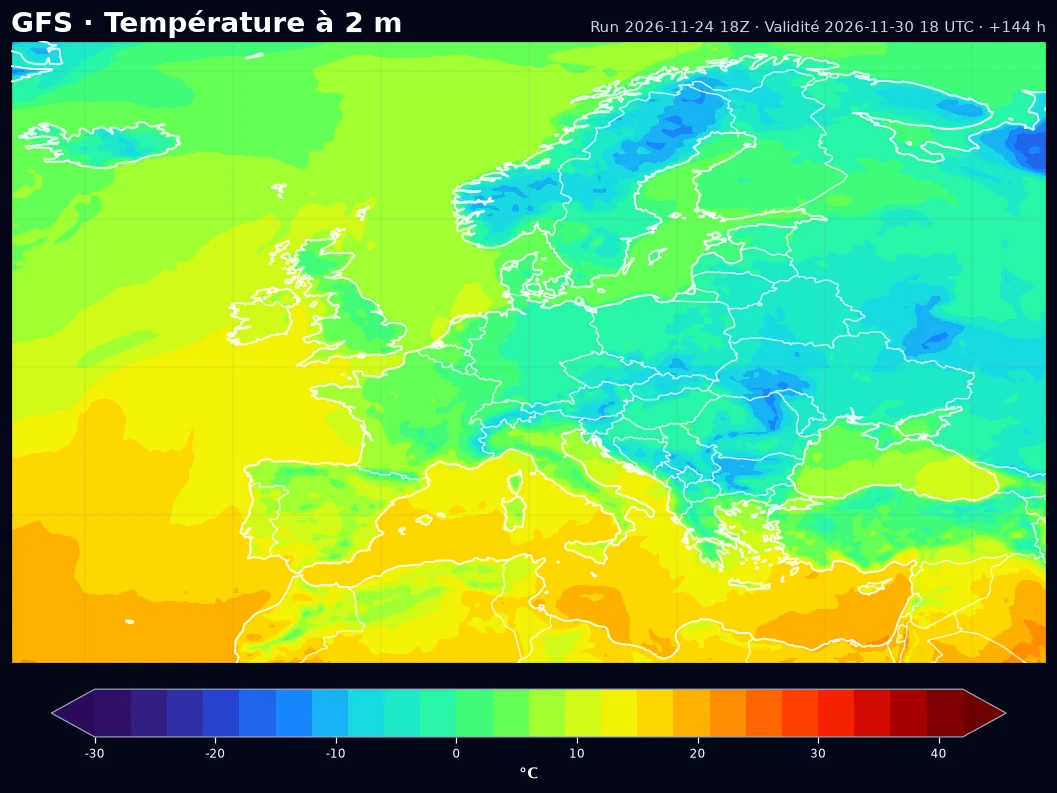 GFS · Température à 2 m
Run 2026-11-24 18Z · Validité 2026-11-30 18 UTC · +144 h
-30 -20 -10 0 10 20 30 40
°C